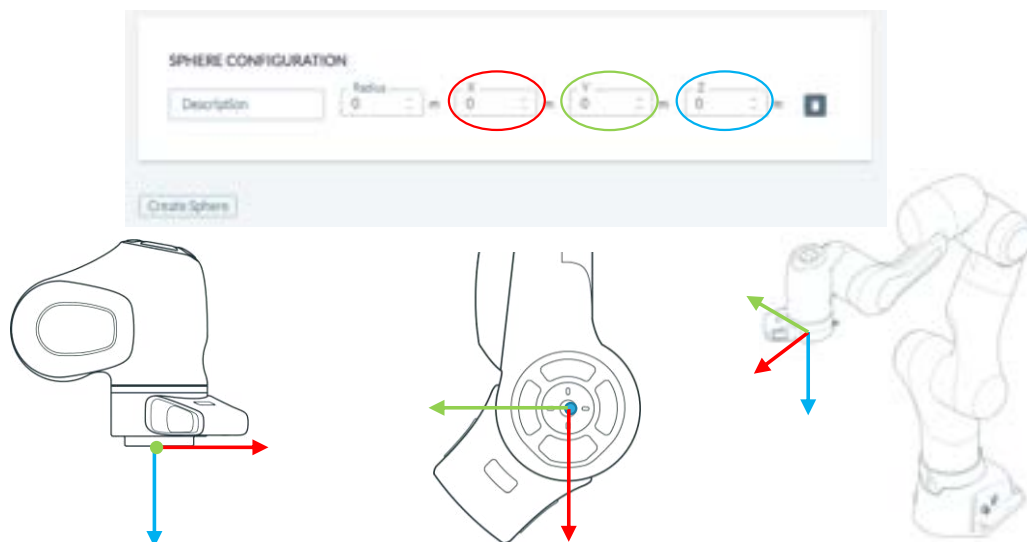 SPHERE CONFIGURATION
Description
Radius
0
m
X
0
m
Y
0
m
Z
0
m
Create Sphere